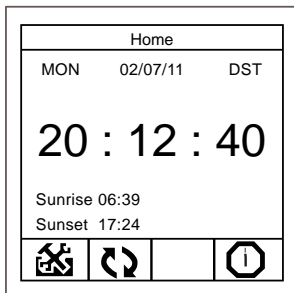 Home
MON 02/07/11 DST
20 : 12 : 40
Sunrise 06:39
Sunset 17:24
i